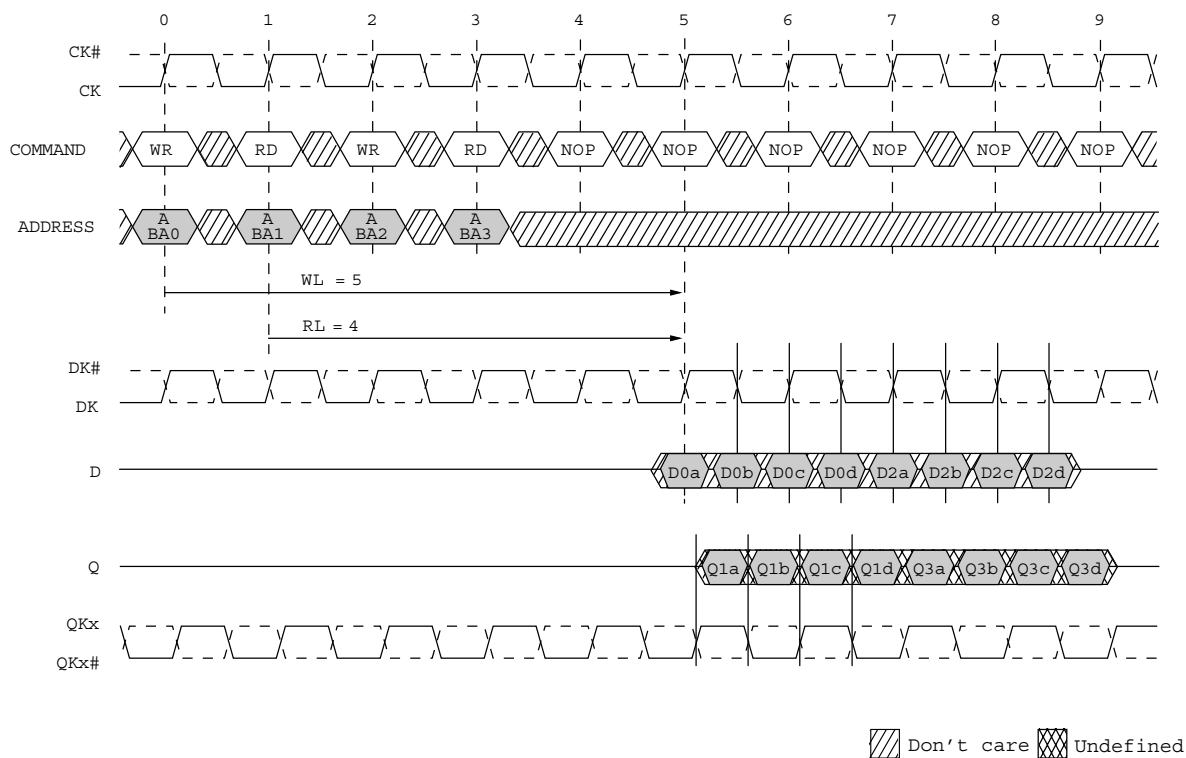 0 1 2 3 4 5 6 7 8 9
CK#
CK
COMMAND WR RD WR RD NOP NOP NOP NOP NOP NOP
ADDRESS A BA0 A BA1 A BA2 A BA3
WL = 5
RL = 4
DK#
DK
D D0a D0b D0c D0d D2a D2b D2c D2d
Q Q1a Q1b Q1c Q1d Q3a Q3b Q3c Q3d
QKx
QKx#
Don't care Undefined